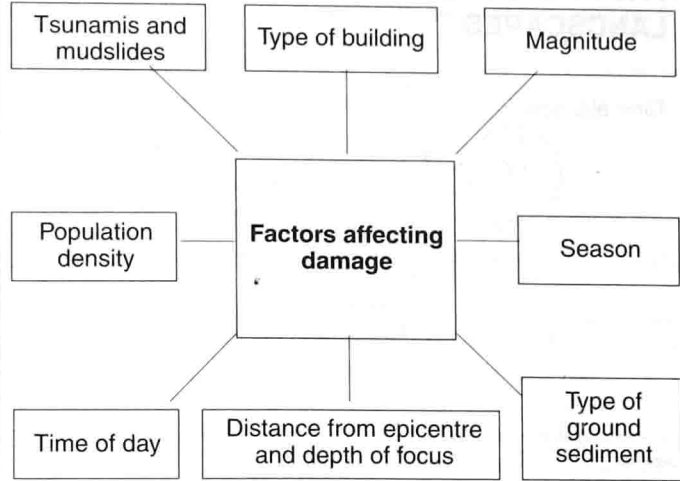 Tsunamis and
mudslides
Type of building
Magnitude
Population
density
Factors affecting
damage
Season
Time of day
Distance from epicentre
and depth of focus
Type of
ground
sediment